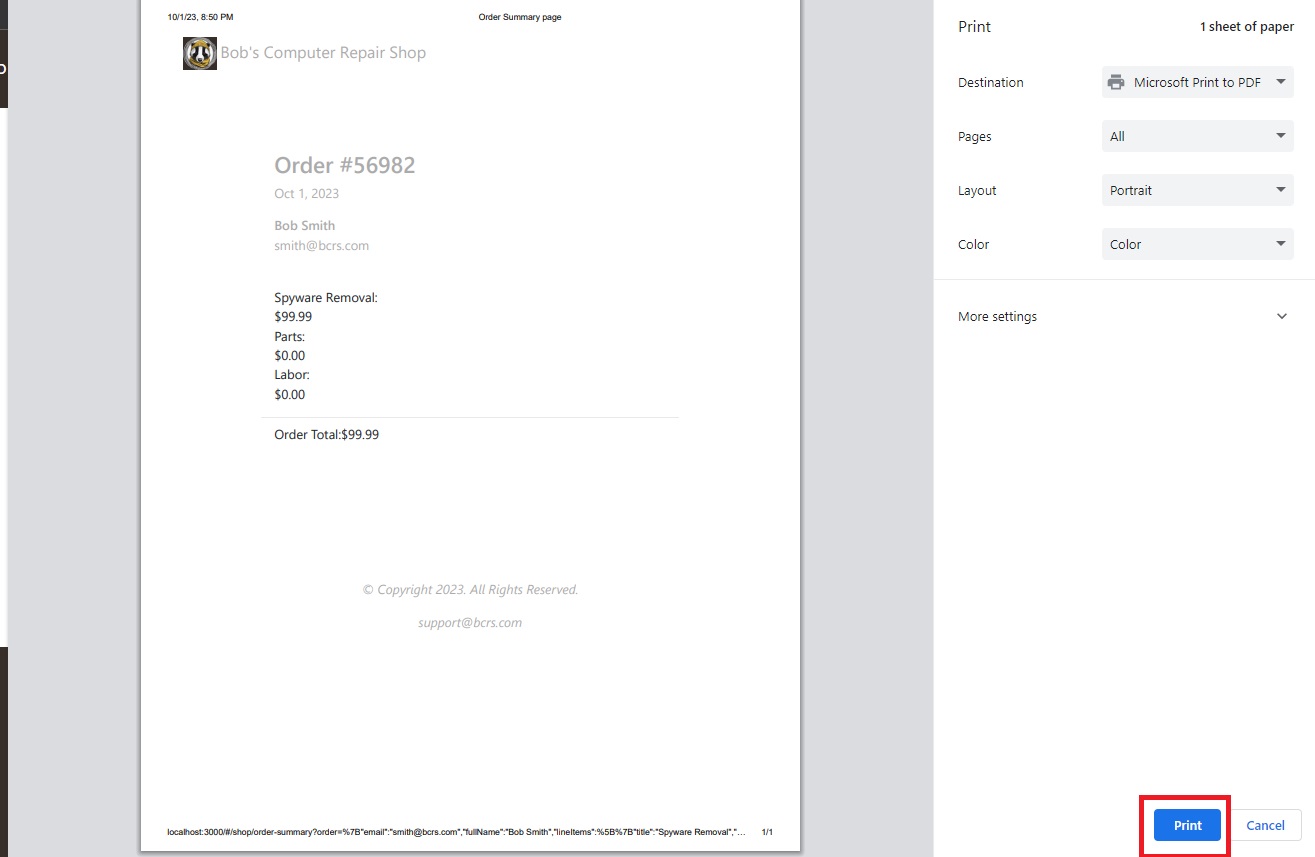 10/1/23, 8:50 PM Order Summary page
Bob's Computer Repair Shop
Order #56982
Oct 1, 2023
Bob Smith
smith@bcrs.com
Spyware Removal:
$99.99
Parts:
$0.00
Labor:
$0.00
Order Total:$99.99
© Copyright 2023. All Rights Reserved.
support@bcrs.com
localhost:3000/#/shop/order-summary?order=%7B"email":"smith@bcrs.com","fullName":"Bob Smith","lineItems":%5B%7B"title":"Spyware Removal","... 1/1
Print 1 sheet of paper
Destination Microsoft Print to PDF
Pages All
Layout Portrait
Color Color
More settings
Print Cancel